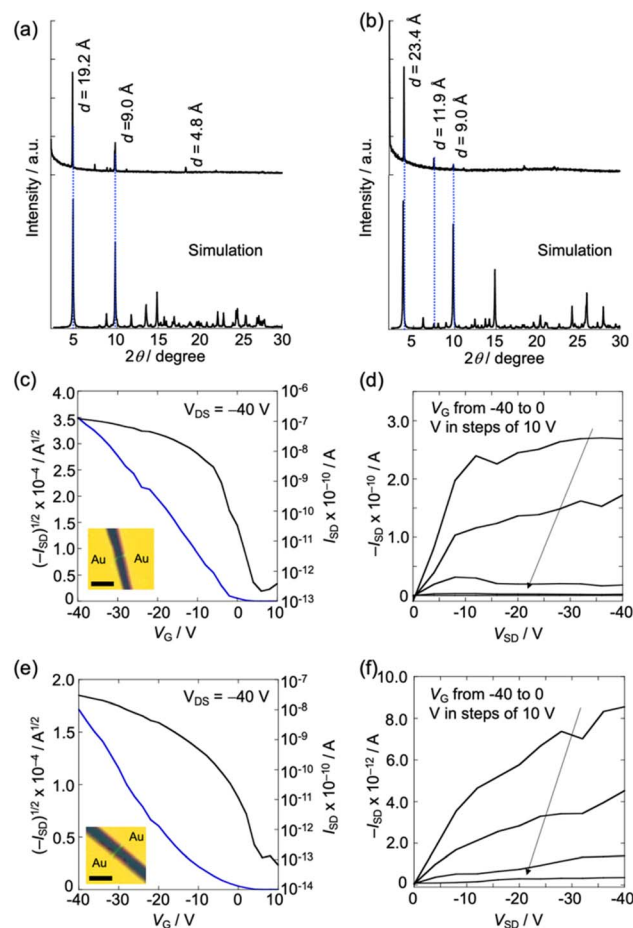 (a)
Intensity / a.u.
d = 19.2 Å
d =9.0 Å
d = 4.8 Å
Simulation
5 10 15 20 25 30
2θ / degree
(b)
Intensity / a.u.
d = 23.4 Å
d = 11.9 Å
d = 9.0 Å
Simulation
5 10 15 20 25 30
2θ / degree
(c)
(−I_SD)^1/2 x 10⁻⁴ / A^1/2
4.0
3.5
3.0
2.5
2.0
1.5
1.0
0.5
0
V_DS = −40 V
Au Au
10⁻⁶
10⁻⁷
10⁻⁸
10⁻⁹
10⁻¹⁰
10⁻¹¹
10⁻¹²
10⁻¹³
I_SD x 10⁻¹⁰ / A
-40 -30 -20 -10 0 10
V_G / V
(d)
−I_SD x 10⁻¹⁰ / A
3.0
2.0
1.0
0
V_G from -40 to 0
V in steps of 10 V
0 -10 -20 -30 -40
V_SD / V
(e)
(−I_SD)^1/2 x 10⁻⁴ / A^1/2
2.0
1.5
1.0
0.5
0
V_DS = −40 V
Au
Au
10⁻⁷
10⁻⁸
10⁻⁹
10⁻¹⁰
10⁻¹¹
10⁻¹²
10⁻¹³
10⁻¹⁴
I_SD x 10⁻¹⁰ / A
-40 -30 -20 -10 0 10
V_G / V
(f)
−I_SD x 10⁻¹² / A
10.0
8.0
6.0
4.0
2.0
0
V_G from -40 to 0
V in steps of 10 V
0 -10 -20 -30 -40
V_SD / V